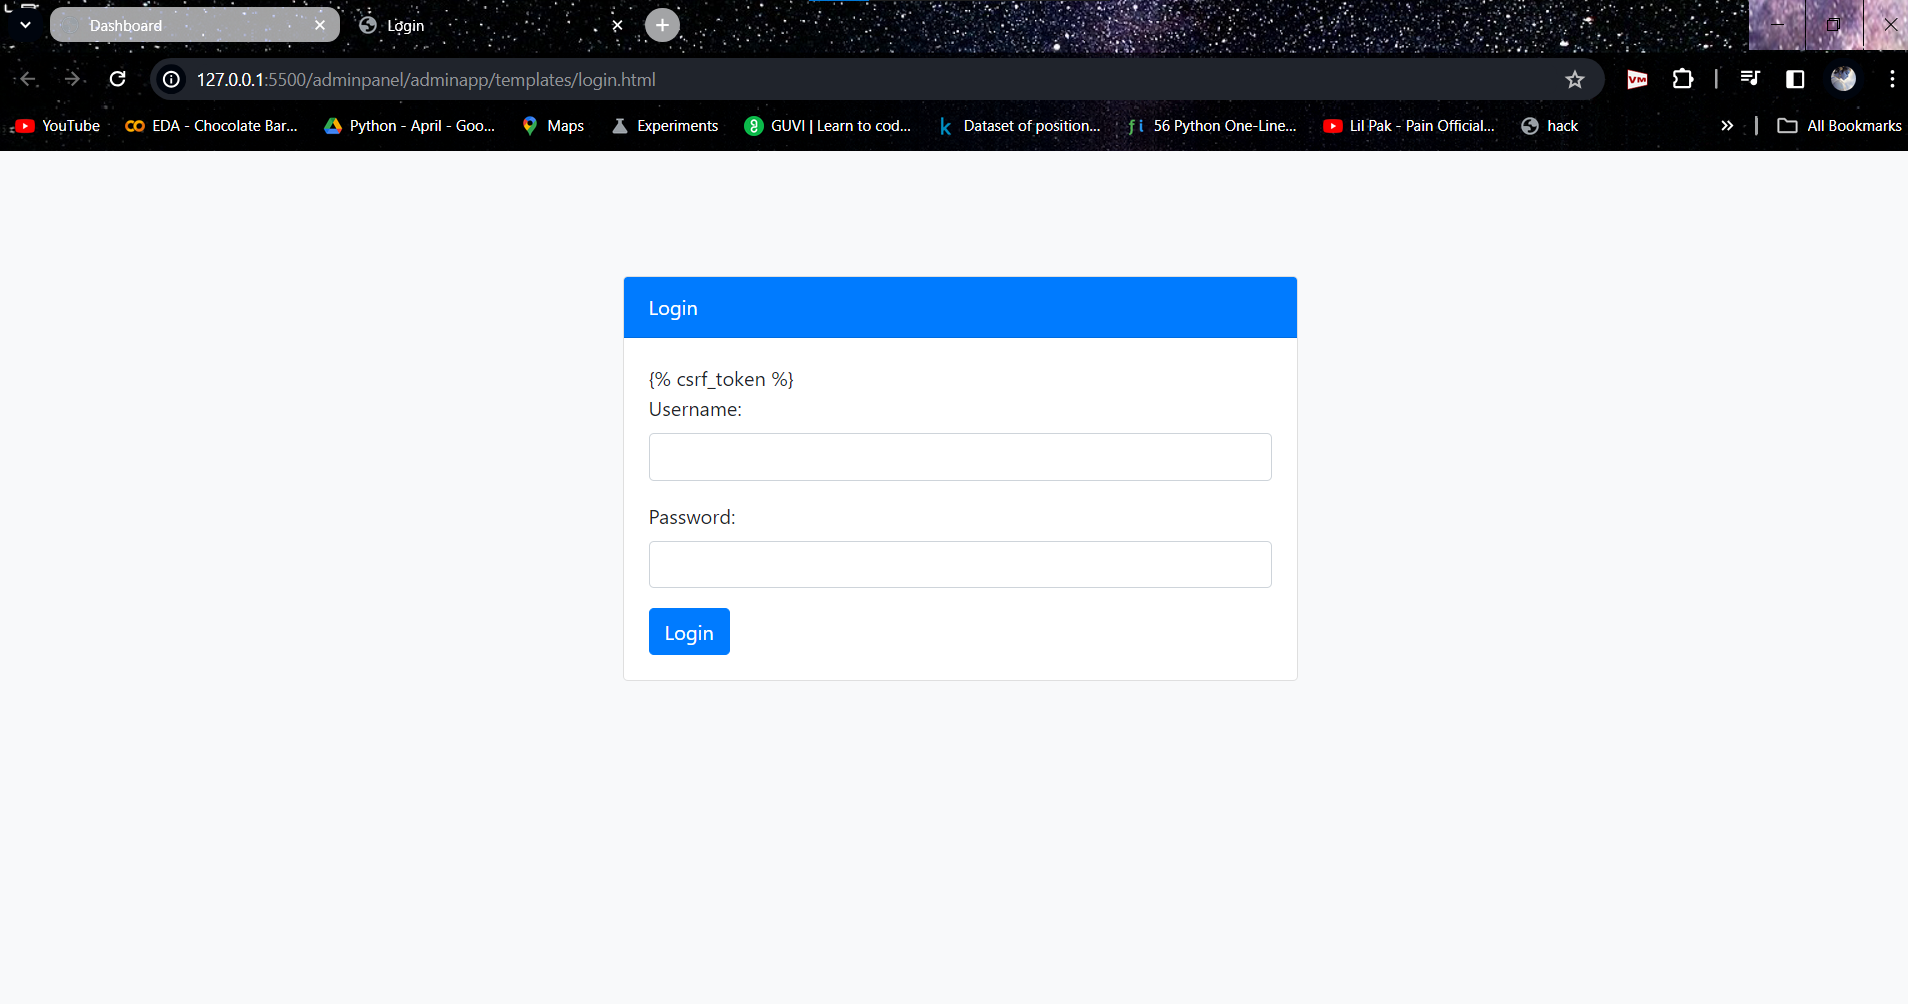 Dashboard
Login
127.0.0.1:5500/adminpanel/adminapp/templates/login.html
VM
YouTube
EDA - Chocolate Bar...
Python - April - Goo...
Maps
Experiments
GUVI | Learn to cod...
Dataset of position...
56 Python One-Line...
Lil Pak - Pain Official...
hack
All Bookmarks
Login
{% csrf_token %}
Username:
Password:
Login